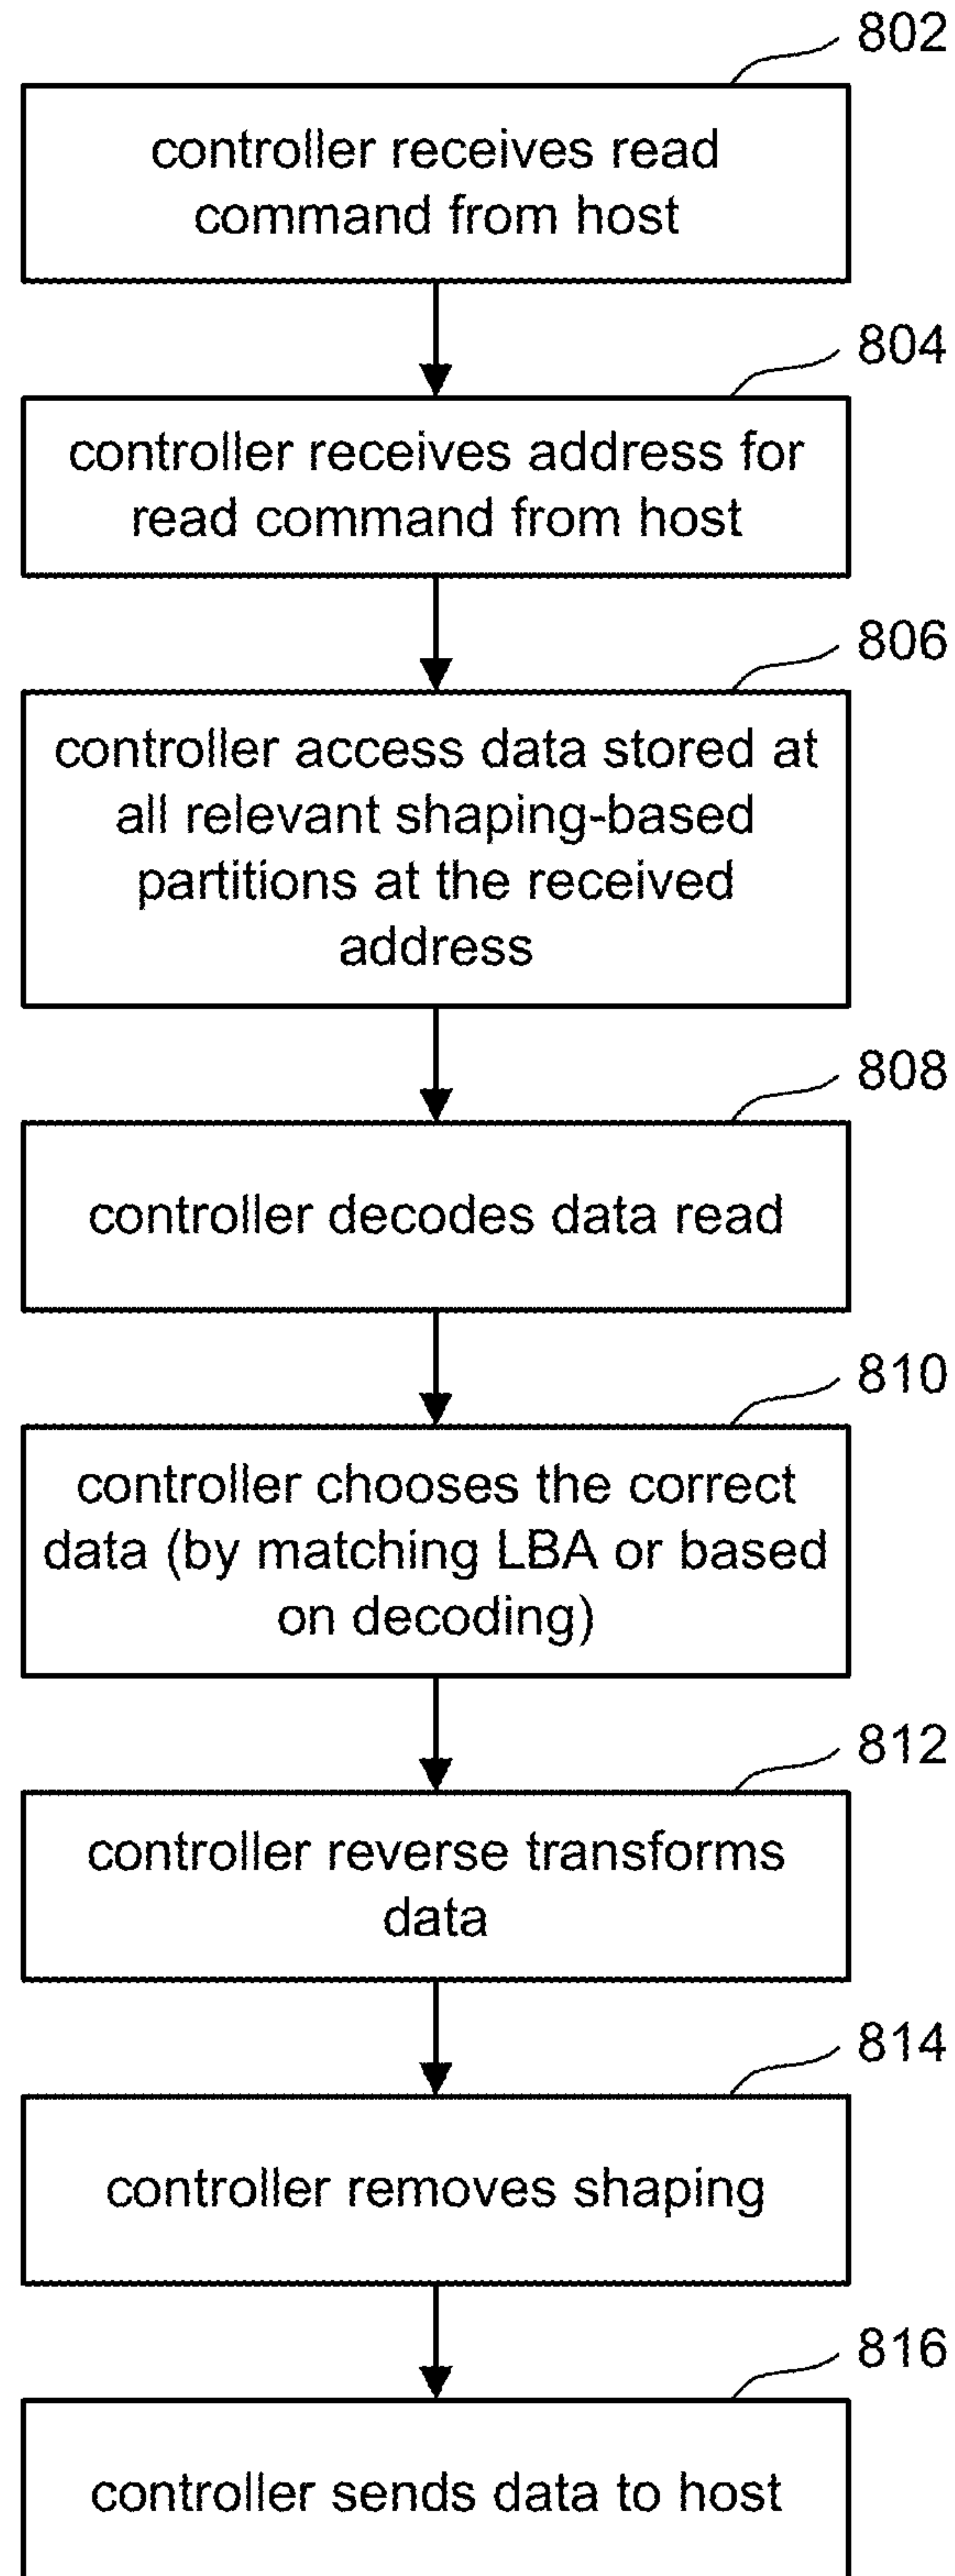 802
controller receives read
command from host
804
controller receives address for
read command from host
806
controller access data stored at
all relevant shaping-based
partitions at the received
address
808
controller decodes data read
810
controller chooses the correct
data (by matching LBA or based
on decoding)
812
controller reverse transforms
data
814
controller removes shaping
816
controller sends data to host